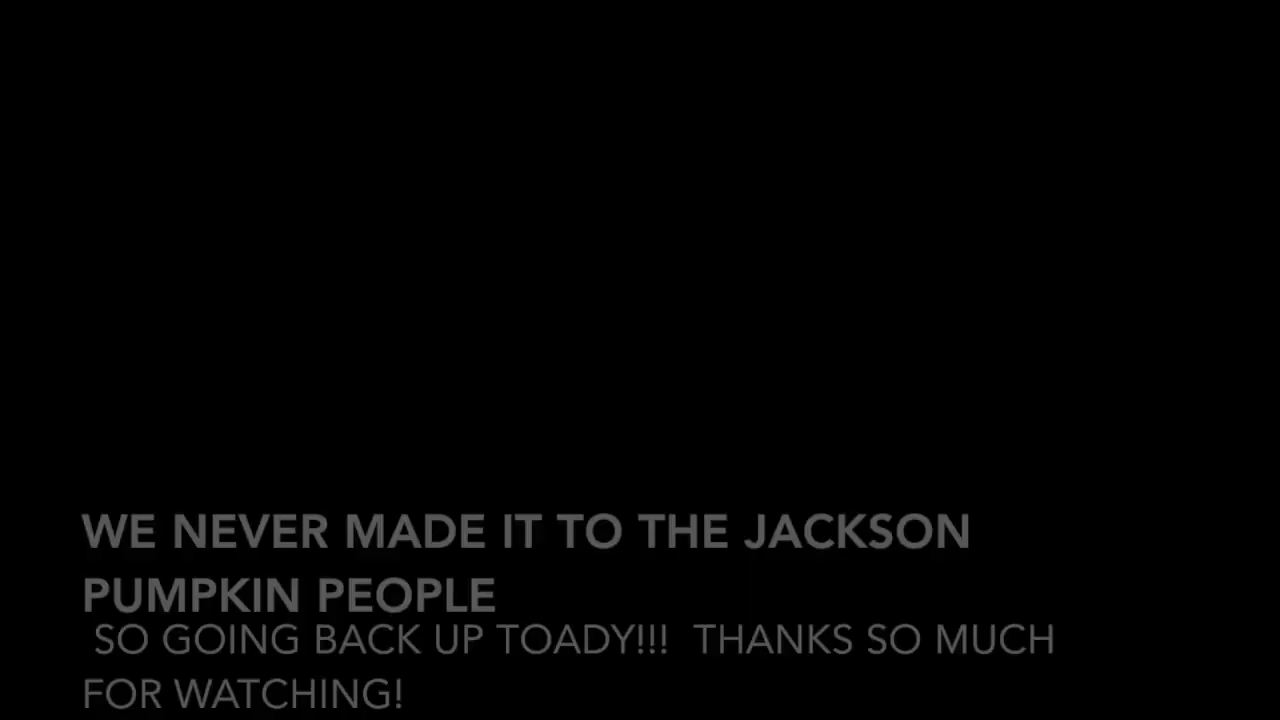 WE NEVER MADE IT TO THE JACKSON
PUMPKIN PEOPLE
SO GOING BACK UP TOADY!!! THANKS SO MUCH
FOR WATCHING!